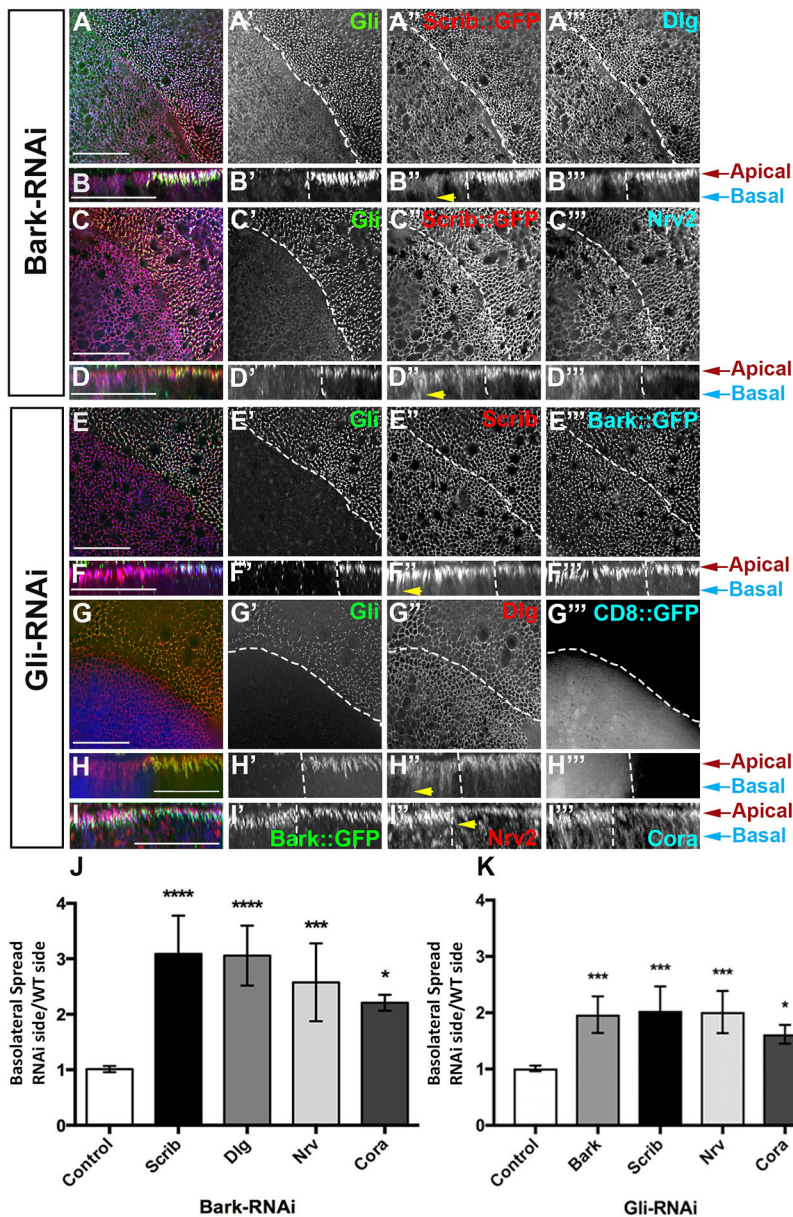 Bark-RNAi
A A' Gli A'' Scrib::GFP A''' Dlg
B B' B'' B''' Apical
Basal
C C' Gli C'' Scrib::GFP C''' Nrv2
D D' D'' D''' Apical
Basal
Gli-RNAi
E E' Gli E'' Scrib E''' Bark::GFP
F F' F'' F''' Apical
Basal
G G' Gli G'' Dlg G''' CD8::GFP
H H' H'' H''' Apical
Basal
I I' Bark::GFP I'' Nrv2 I''' Cora Apical
Basal
J
Basolateral Spread
RNAi side/WT side
4
3
2
1
0
**** **** *** *
Control Scrib Dlg Nrv Cora
Bark-RNAi
K
Basolateral Spread
RNAi side/WT side
4
3
2
1
0
*** *** *** *
Control Bark Scrib Nrv Cora
Gli-RNAi